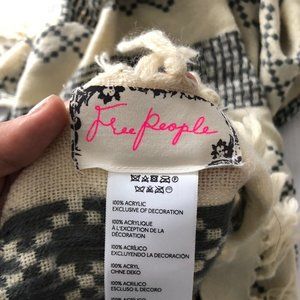 Free People
100% ACRYLIC
EXCLUSIVE OF DECORATION
100% ACRYLIQUE
À L'EXCEPTION DE LA
DÉCORATION
100% ACRÍLICO
EXCLUYENDO LA DECORACIÓN
100% ACRYL
OHNE DEKO
100% ACRILICO
ESCLUSO IL DECORO